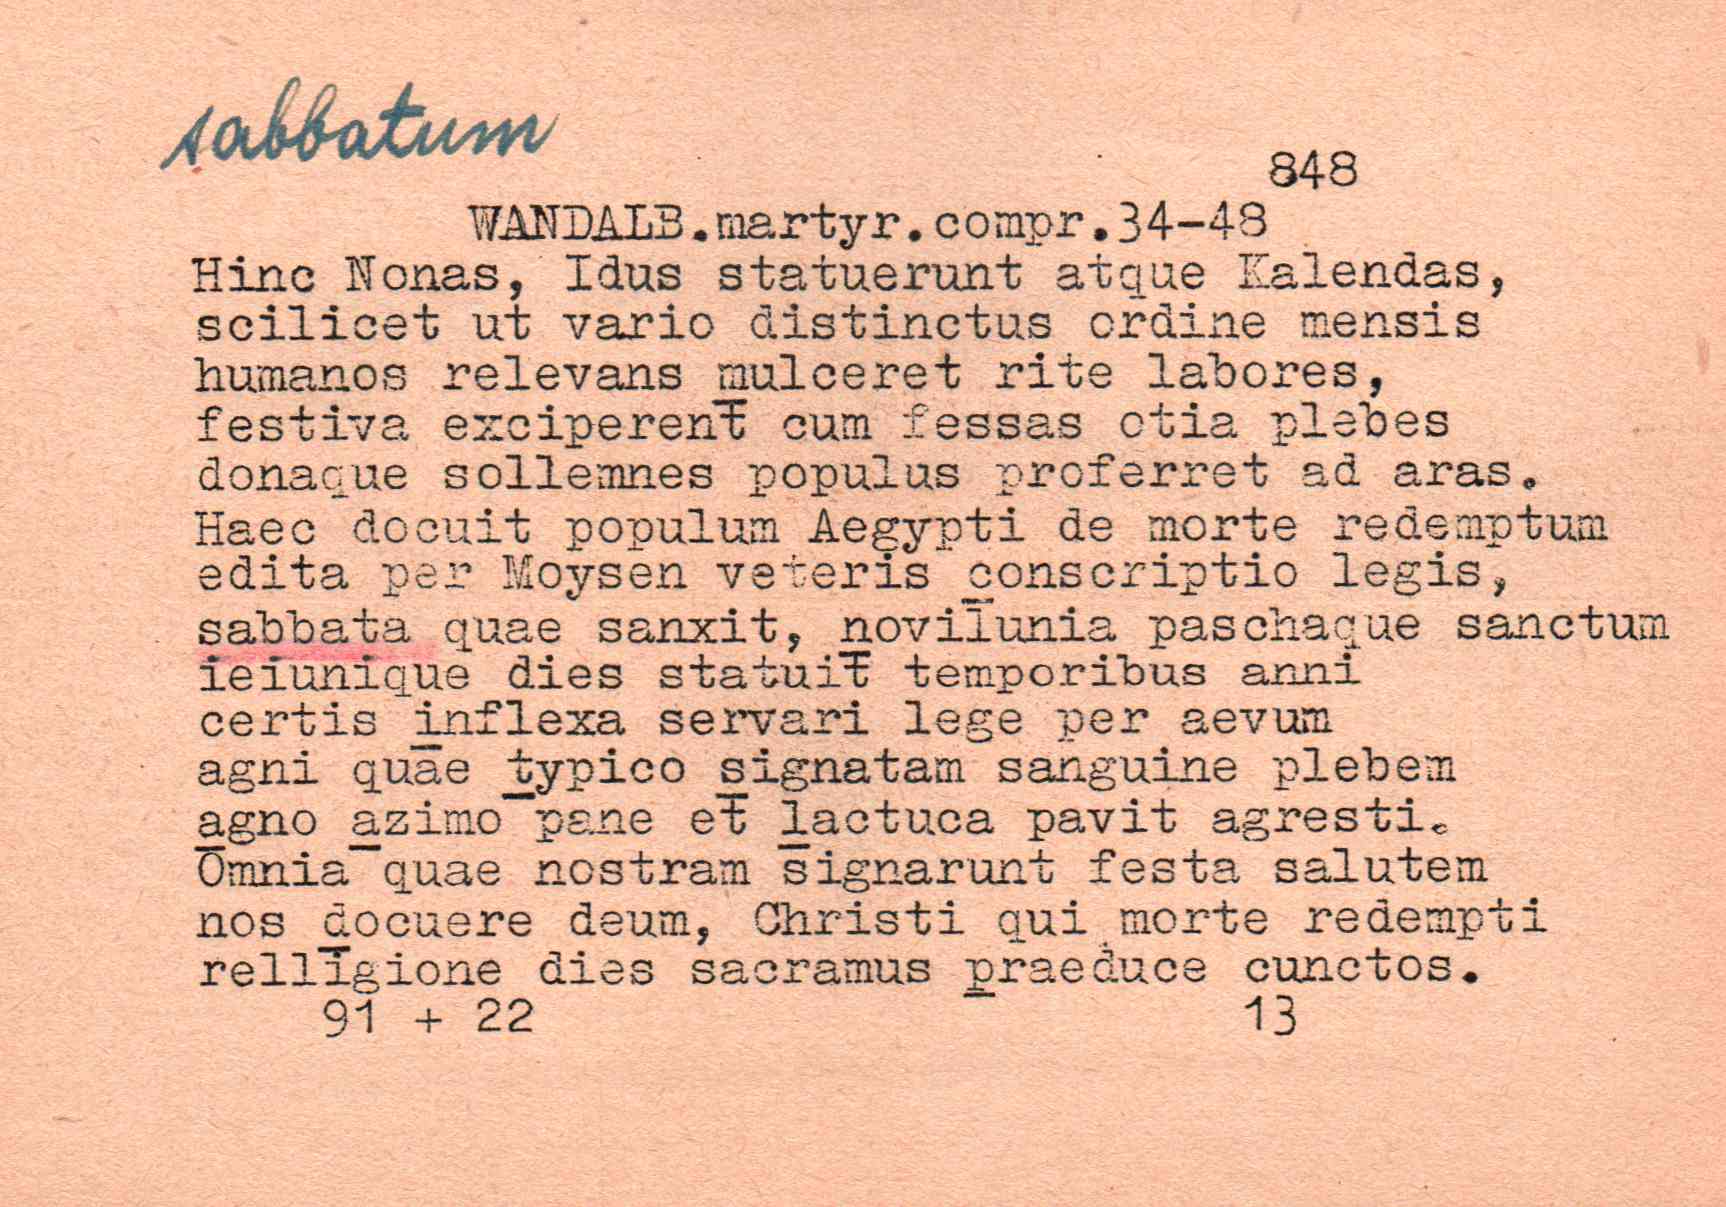 sabbatum
848
WANDALB.martyr.compr.34-48
Hinc Nonas, Idus statuerunt atque Kalendas,
scilicet ut vario distinctus ordine mensis
humanos relevans mulceret rite labores,
festiva exciperent cum fessas otia plebes
donaque sollemnes populus proferret ad aras.
Haec docuit populum Aegypti de morte redemptum
edita per Moysen veteris conscriptio legis,
sabbata quae sanxit, novilunia paschaque sanctum
ieiunique dies statuit temporibus anni
certis inflexa servari lege per aevum
agni quae typico signatam sanguine plebem
agno azimo pane et lactuca pavit agresti.
Omnia quae nostram signarunt festa salutem
nos docuere deum, Christi qui morte redempti
relligione dies sacramus praeduce cunctos.
91 + 22 13